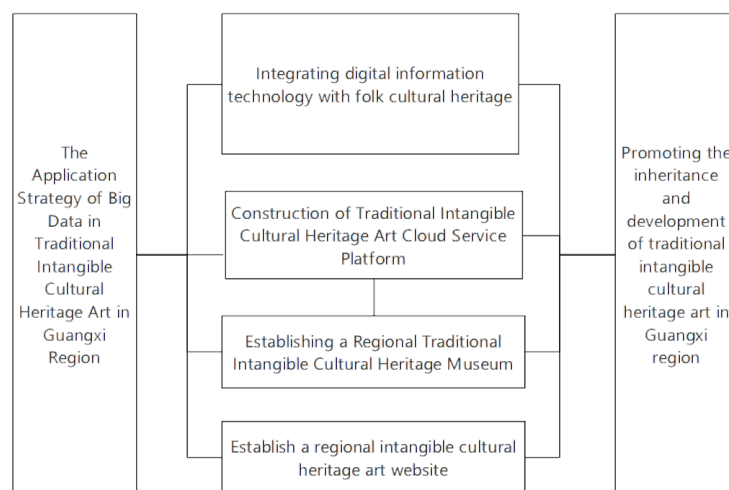 The
Application
Strategy of Big
Data in
Traditional
Intangible
Cultural
Heritage Art in
Guangxi
Region
Integrating digital information
technology with folk cultural heritage
Construction of Traditional Intangible
Cultural Heritage Art Cloud Service
Platform
Establishing a Regional Traditional
Intangible Cultural Heritage Museum
Establish a regional intangible cultural
heritage art website
Promoting the
inheritance
and
development
of traditional
intangible
cultural
heritage art in
Guangxi
region